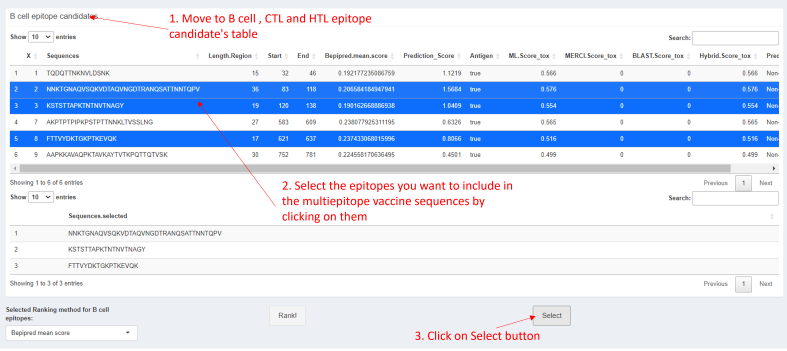 B cell epitope candidates
1. Move to B cell , CTL and HTL epitope
candidate's table
Show 10 entries
Search:
X Sequences Length.Region Start End Bepipred.mean.score Prediction_Score Antigen ML.Score_tox MERCI.Score_tox BLAST.Score_tox Hybrid.Score_tox Pred
1 1 TQDQTTNKNVLDSNK 15 32 46 0.192177235086759 1.1219 true 0.566 0 0 0.566 Non-
2 2 NNKTGNAQVSQKVDTAQVNGDTRANQSATTNNTQPV 36 83 118 0.206584184947941 1.5684 true 0.576 0 0 0.576 Non-
3 3 KSTSTTAPKTNTNVTNAGY 19 120 138 0.190162668886938 1.0409 true 0.554 0 0 0.554 Non-
4 7 AKPTPTPIPKPSTPTTNNKLTVSSLNG 27 583 609 0.238077925311195 0.6326 true 0.565 0 0 0.565 Non-
5 8 FTTVYDKTGKPTKEVQK 17 621 637 0.237433068015996 0.8066 true 0.516 0 0 0.516 Non-
6 9 AAPKKAVAQPKTAVKAYTVTKPQTTQTVSK 30 752 781 0.224558170636495 0.4501 true 0.499 0 0 0.499 Non-
Showing 1 to 6 of 6 entries
Previous 1 Next
2. Select the epitopes you want to include in
the multiepitope vaccine sequences by
clicking on them
Show 10 entries
Search:
Sequences.selected
1 NNKTGNAQVSQKVDTAQVNGDTRANQSATTNNTQPV
2 KSTSTTAPKTNTNVTNAGY
3 FTTVYDKTGKPTKEVQK
Showing 1 to 3 of 3 entries
Previous 1 Next
Selected Ranking method for B cell
epitopes:
Bepipred mean score
Rank!
Select
3. Click on Select button